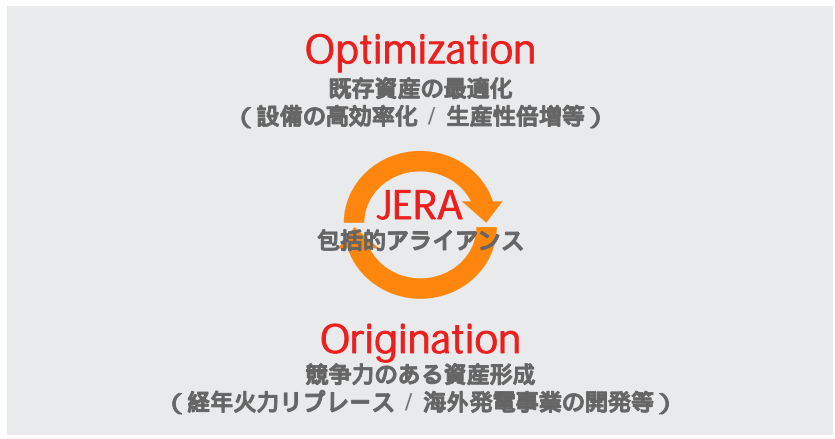 Optimization
既存資産の最適化
（設備の高効率化 / 生産性倍増等）
JERA
包括的アライアンス
Origination
競争力のある資産形成
（経年火力リプレース / 海外発電事業の開発等）